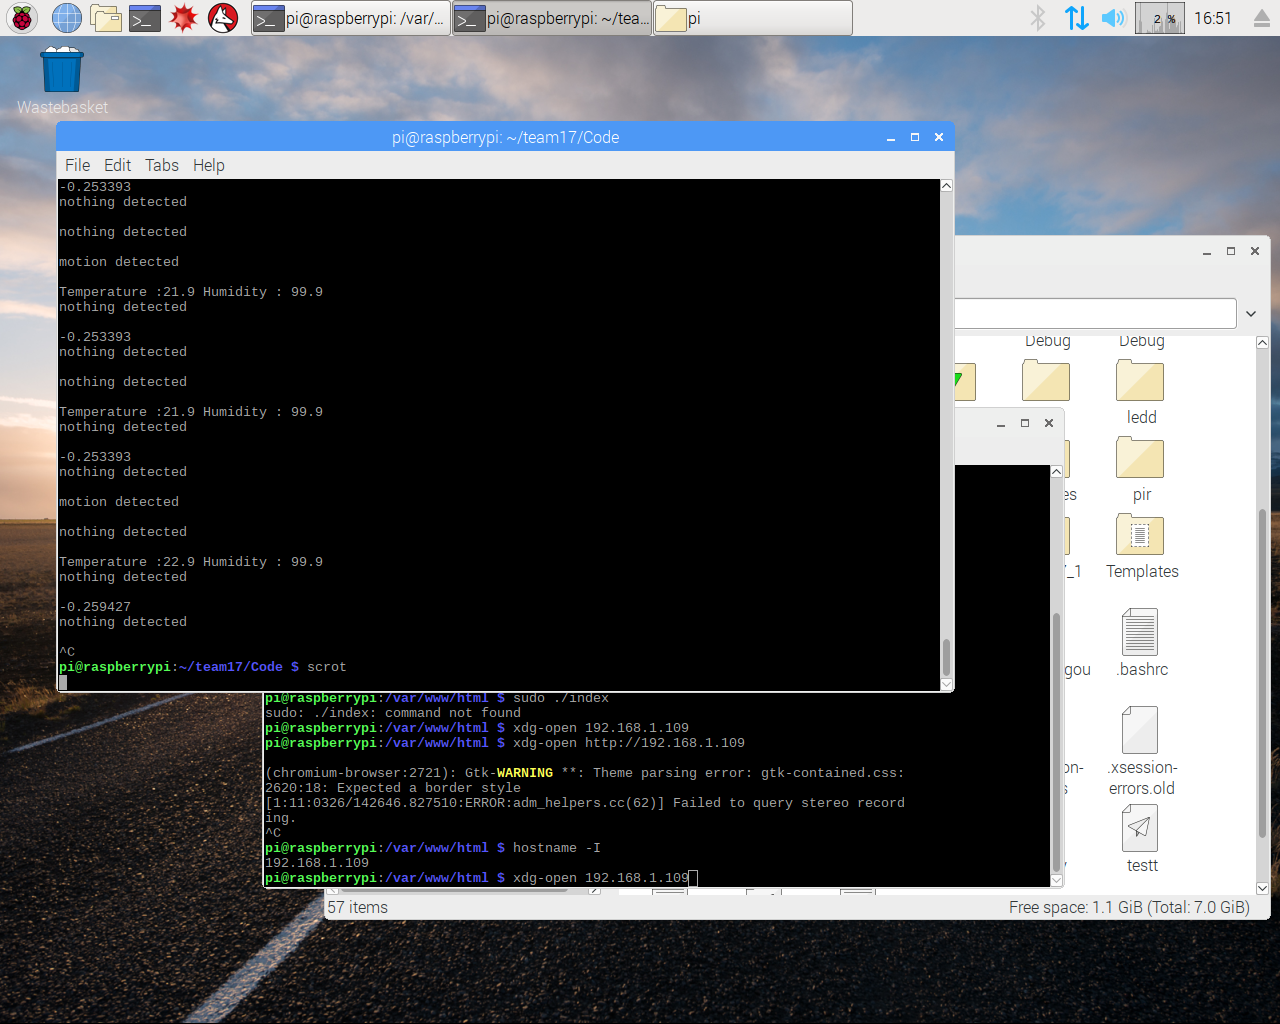 pi@raspberrypi: /var/...
pi@raspberrypi: ~/tea...
pi
2 %
16:51
Wastebasket
pi@raspberrypi: ~/team17/Code
File Edit Tabs Help
-0.253393
nothing detected
nothing detected
motion detected
Temperature :21.9 Humidity : 99.9
nothing detected
-0.253393
nothing detected
nothing detected
Temperature :21.9 Humidity : 99.9
nothing detected
-0.253393
nothing detected
motion detected
nothing detected
Temperature :22.9 Humidity : 99.9
nothing detected
-0.259427
nothing detected
^C
pi@raspberrypi:~/team17/Code $ scrot
pi@raspberrypi:/var/www/html $ sudo ./index
sudo: ./index: command not found
pi@raspberrypi:/var/www/html $ xdg-open 192.168.1.109
pi@raspberrypi:/var/www/html $ xdg-open http://192.168.1.109
(chromium-browser:2721): Gtk-WARNING **: Theme parsing error: gtk-contained.css:
2620:18: Expected a border style
[1:11:0326/142646.827510:ERROR:adm_helpers.cc(62)] Failed to query stereo record
ing.
^C
pi@raspberrypi:/var/www/html $ hostname -I
192.168.1.109
pi@raspberrypi:/var/www/html $ xdg-open 192.168.1.109
Debug Debug
ledd
es pir
_1 Templates
gou .bashrc
on- .xsession-
s errors.old
testt
57 items
Free space: 1.1 GiB (Total: 7.0 GiB)